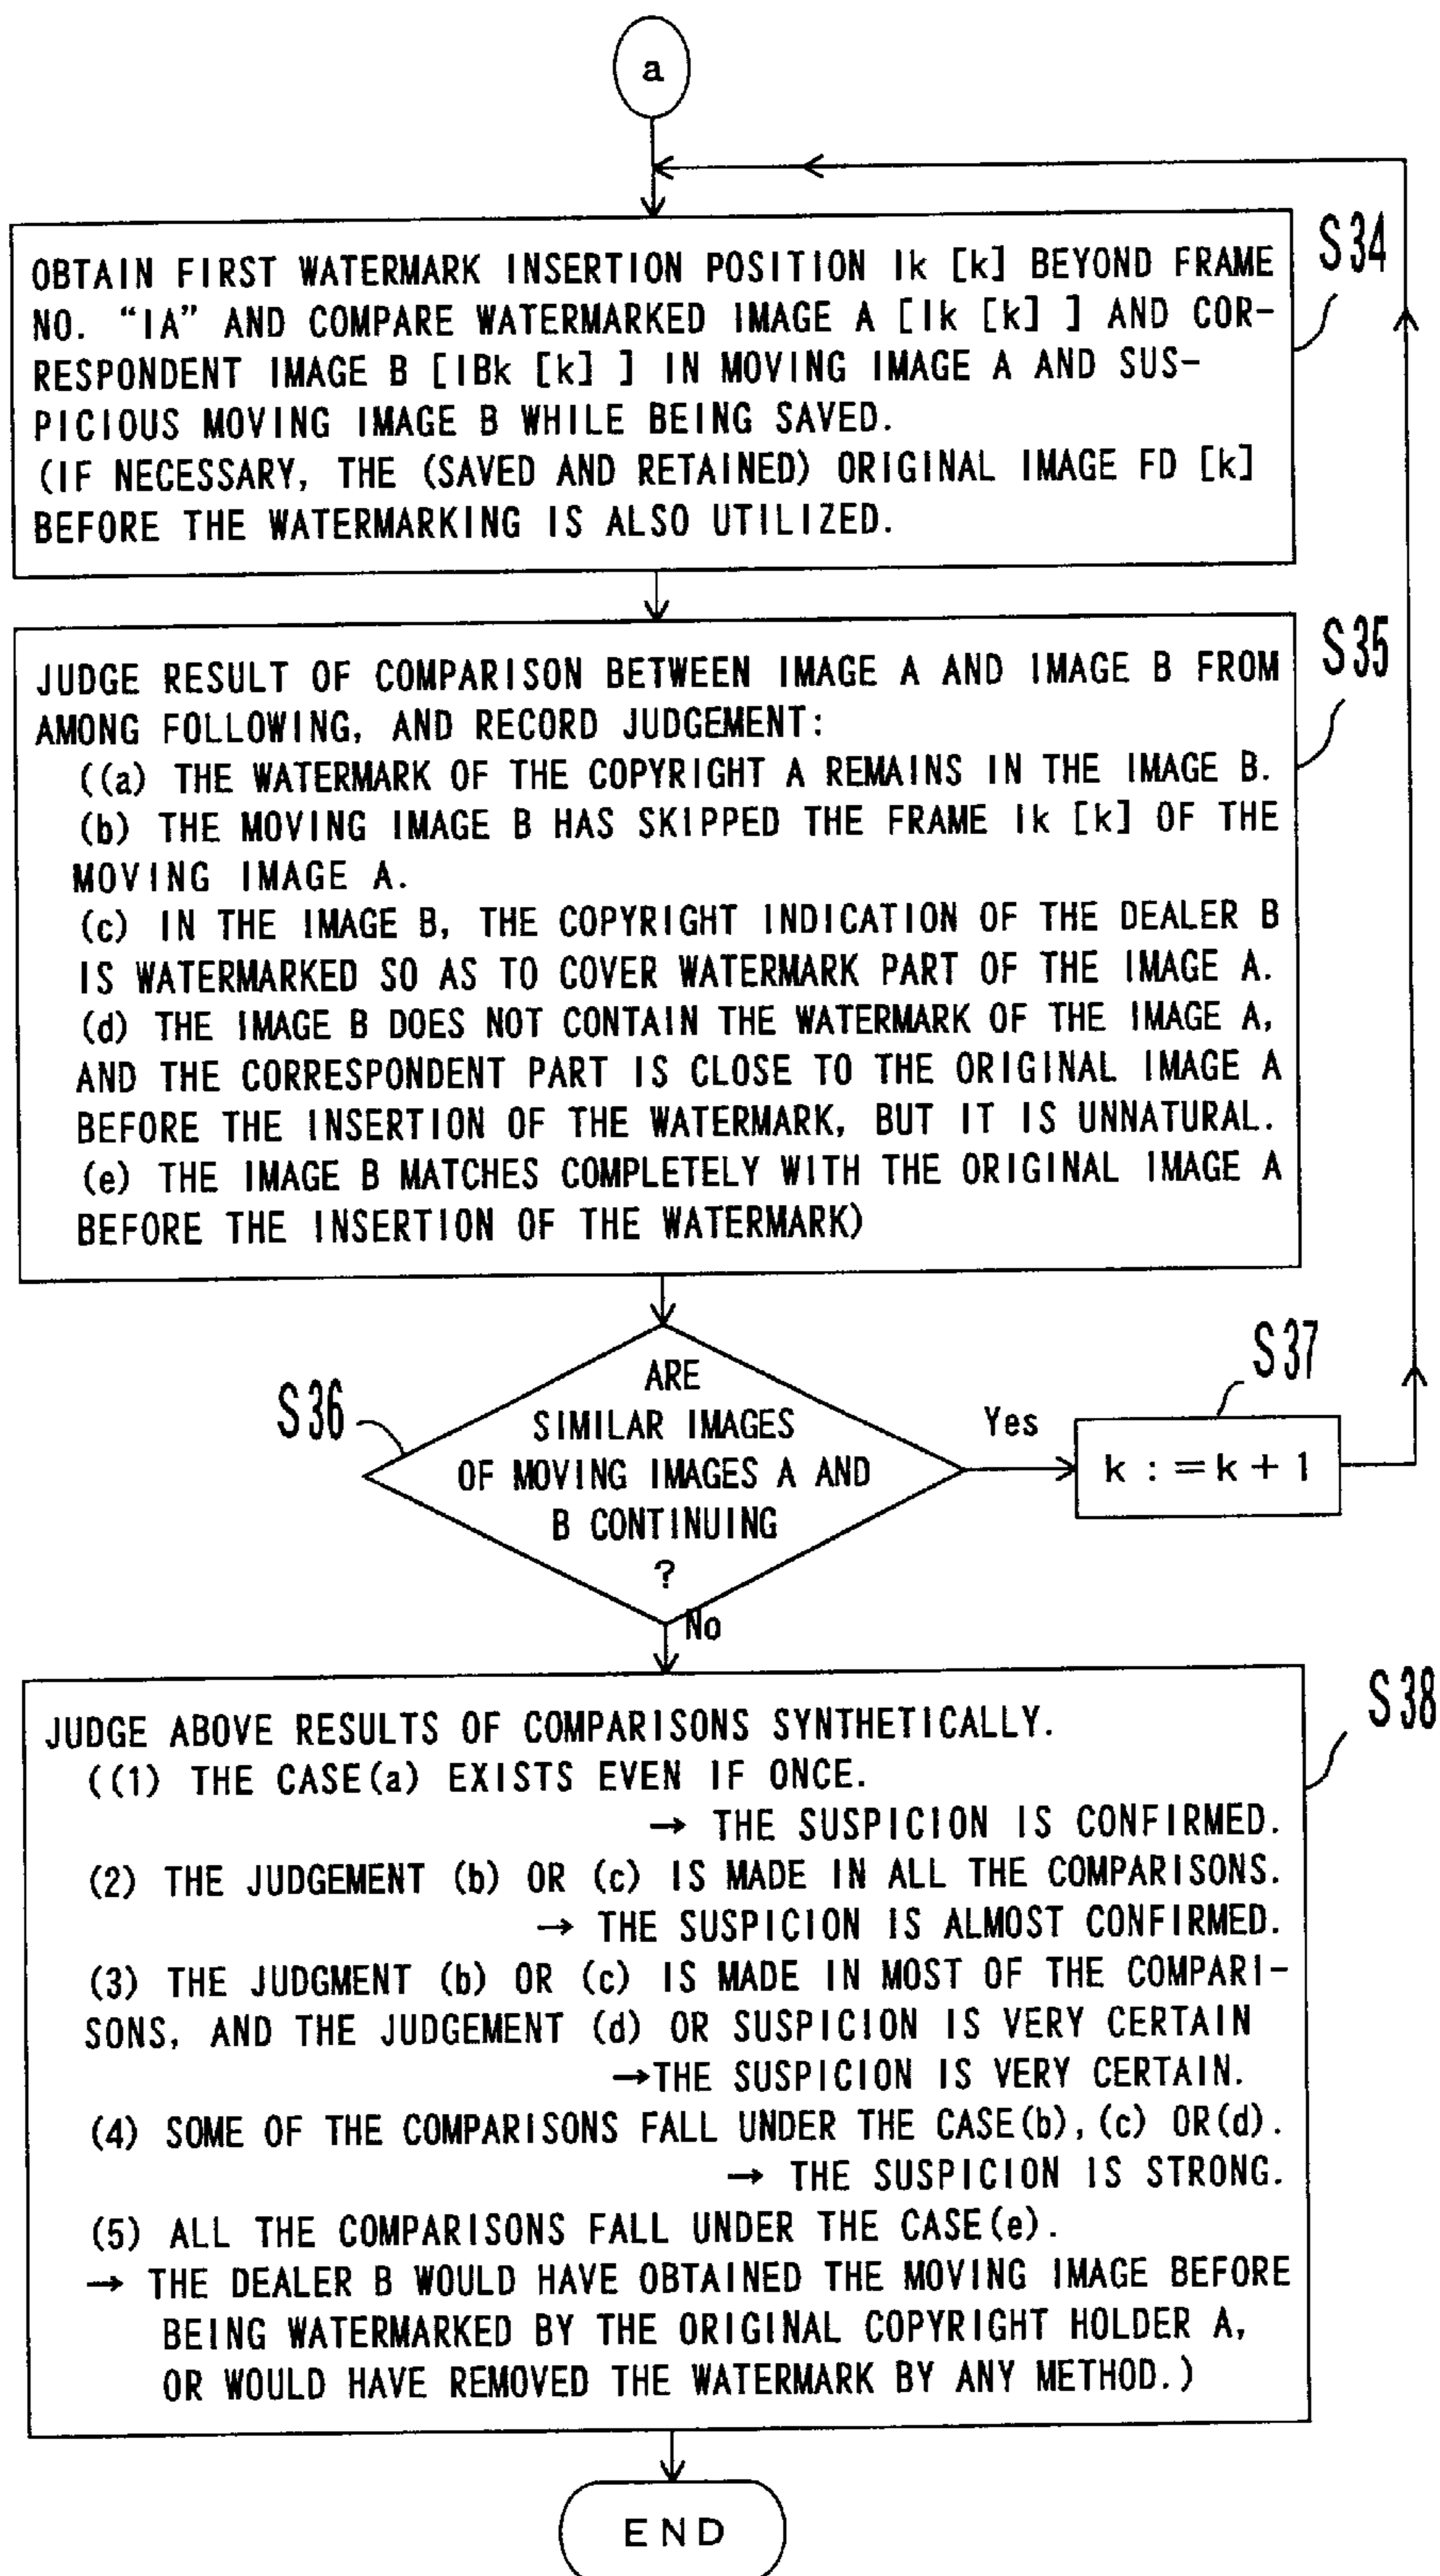 a
OBTAIN FIRST WATERMARK INSERTION POSITION Ik [k] BEYOND FRAME
NO. “IA” AND COMPARE WATERMARKED IMAGE A [Ik [k] ] AND COR-
RESPONDENT IMAGE B [IBk [k] ] IN MOVING IMAGE A AND SUS-
PICIOUS MOVING IMAGE B WHILE BEING SAVED.
(IF NECESSARY, THE (SAVED AND RETAINED) ORIGINAL IMAGE FD [k]
BEFORE THE WATERMARKING IS ALSO UTILIZED.
S34
JUDGE RESULT OF COMPARISON BETWEEN IMAGE A AND IMAGE B FROM
AMONG FOLLOWING, AND RECORD JUDGEMENT:
((a) THE WATERMARK OF THE COPYRIGHT A REMAINS IN THE IMAGE B.
(b) THE MOVING IMAGE B HAS SKIPPED THE FRAME Ik [k] OF THE
MOVING IMAGE A.
(c) IN THE IMAGE B, THE COPYRIGHT INDICATION OF THE DEALER B
IS WATERMARKED SO AS TO COVER WATERMARK PART OF THE IMAGE A.
(d) THE IMAGE B DOES NOT CONTAIN THE WATERMARK OF THE IMAGE A,
AND THE CORRESPONDENT PART IS CLOSE TO THE ORIGINAL IMAGE A
BEFORE THE INSERTION OF THE WATERMARK, BUT IT IS UNNATURAL.
(e) THE IMAGE B MATCHES COMPLETELY WITH THE ORIGINAL IMAGE A
BEFORE THE INSERTION OF THE WATERMARK)
S35
S36
ARE
SIMILAR IMAGES
OF MOVING IMAGES A AND
B CONTINUING
?
Yes
S37
k := k + 1
No
JUDGE ABOVE RESULTS OF COMPARISONS SYNTHETICALLY.
((1) THE CASE(a) EXISTS EVEN IF ONCE.
→ THE SUSPICION IS CONFIRMED.
(2) THE JUDGEMENT (b) OR (c) IS MADE IN ALL THE COMPARISONS.
→ THE SUSPICION IS ALMOST CONFIRMED.
(3) THE JUDGMENT (b) OR (c) IS MADE IN MOST OF THE COMPARI-
SONS, AND THE JUDGEMENT (d) OR SUSPICION IS VERY CERTAIN
→THE SUSPICION IS VERY CERTAIN.
(4) SOME OF THE COMPARISONS FALL UNDER THE CASE(b), (c) OR(d).
→ THE SUSPICION IS STRONG.
(5) ALL THE COMPARISONS FALL UNDER THE CASE(e).
→ THE DEALER B WOULD HAVE OBTAINED THE MOVING IMAGE BEFORE
BEING WATERMARKED BY THE ORIGINAL COPYRIGHT HOLDER A,
OR WOULD HAVE REMOVED THE WATERMARK BY ANY METHOD.)
S38
END